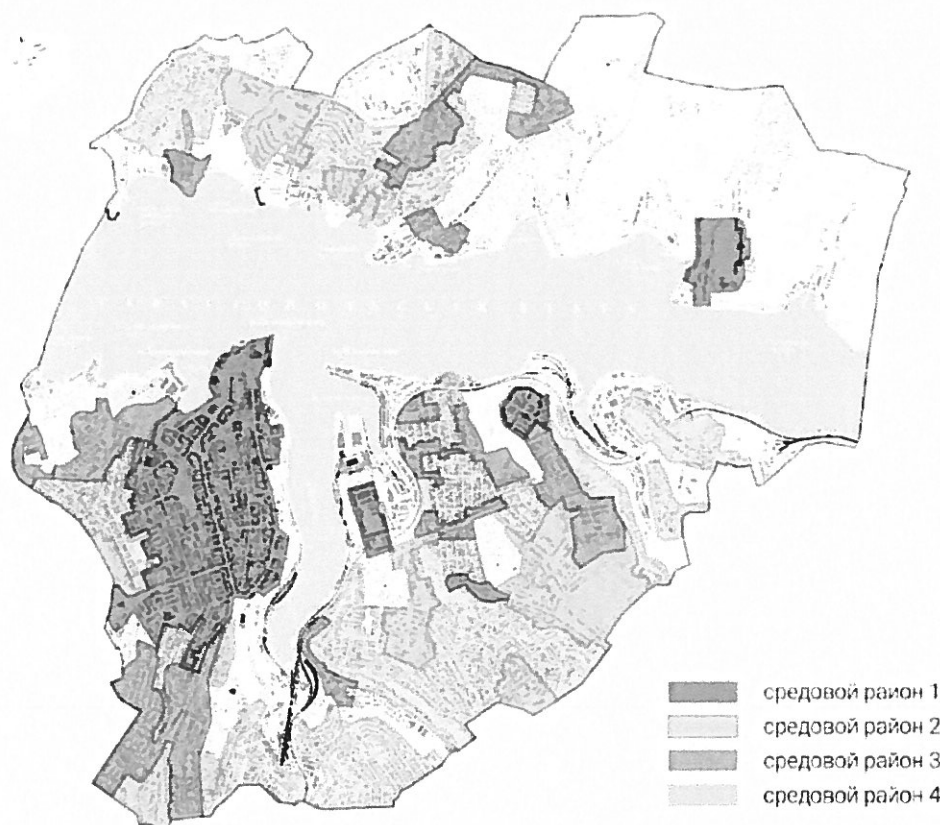 средовой район 1
средовой район 2
средовой район 3
средовой район 4